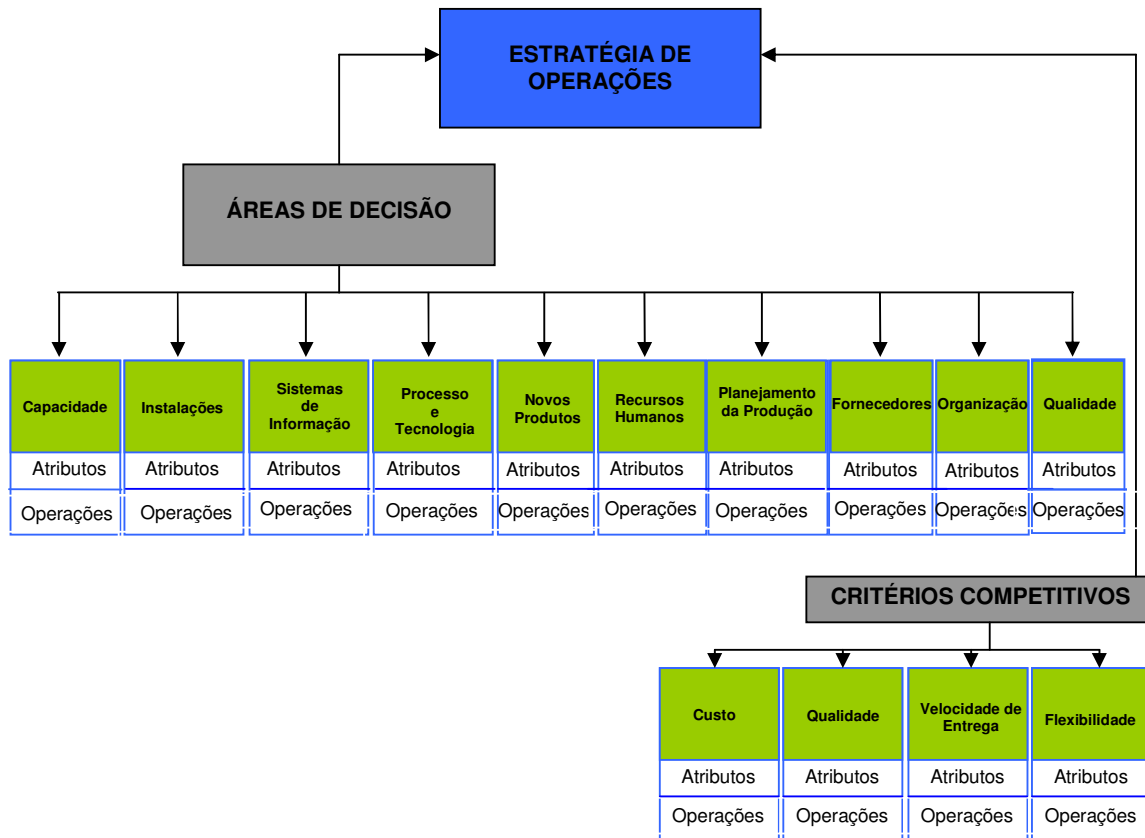 ESTRATÉGIA DE
OPERAÇÕES
ÁREAS DE DECISÃO
Capacidade
Instalações
Sistemas
de
Informação
Processo
e
Tecnologia
Novos
Produtos
Recursos
Humanos
Planejamento
da Produção
Fornecedores
Organização
Qualidade
Atributos
Atributos
Atributos
Atributos
Atributos
Atributos
Atributos
Atributos
Atributos
Atributos
Operações
Operações
Operações
Operações
Operações
Operações
Operações
Operações
Operações
Operações
CRITÉRIOS COMPETITIVOS
Custo
Qualidade
Velocidade de
Entrega
Flexibilidade
Atributos
Atributos
Atributos
Atributos
Operações
Operações
Operações
Operações